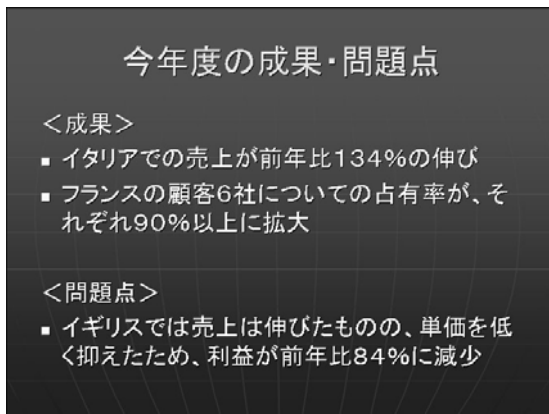 今年度の成果・問題点
＜成果＞
▪ イタリアでの売上が前年比134%の伸び
▪ フランスの顧客6社についての占有率が、そ
れぞれ90%以上に拡大
＜問題点＞
▪ イギリスでは売上は伸びたものの、単価を低
く抑えたため、利益が前年比84%に減少